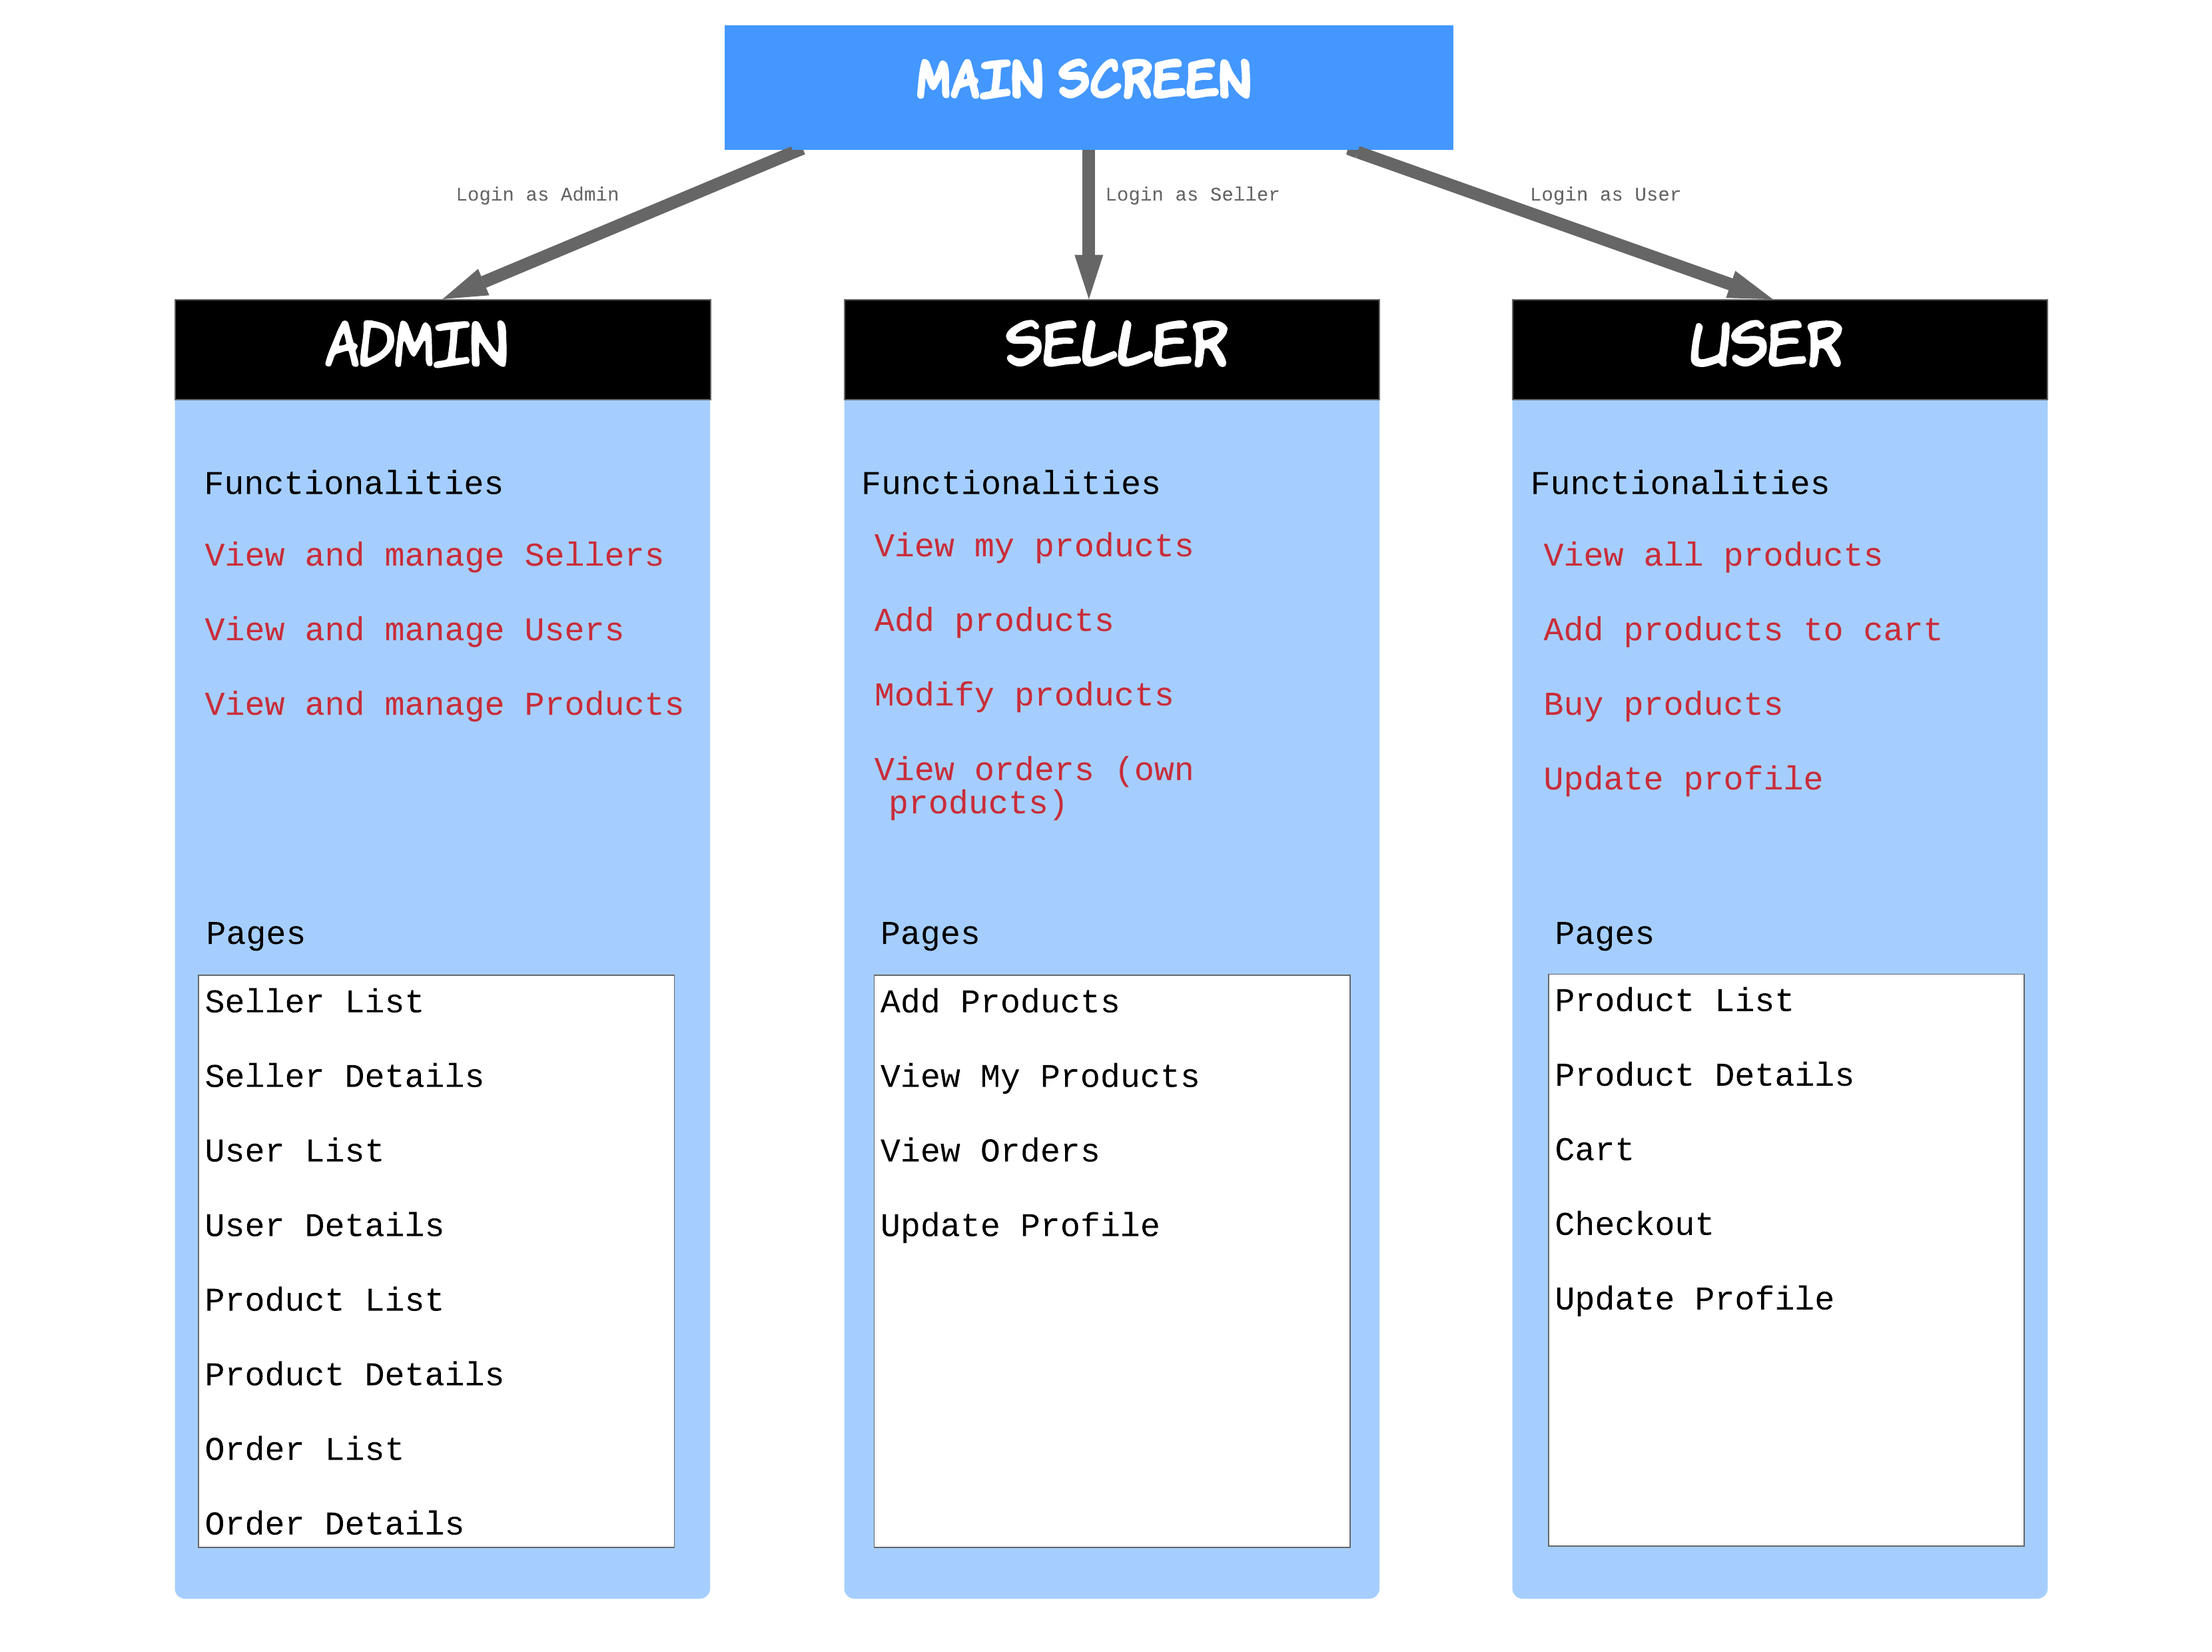 MAIN SCREEN
Login as Admin
Login as Seller
Login as User
ADMIN
Functionalities
View and manage Sellers
View and manage Users
View and manage Products
Pages
Seller List
Seller Details
User List
User Details
Product List
Product Details
Order List
Order Details
SELLER
Functionalities
View my products
Add products
Modify products
View orders (own
products)
Pages
Add Products
View My Products
View Orders
Update Profile
USER
Functionalities
View all products
Add products to cart
Buy products
Update profile
Pages
Product List
Product Details
Cart
Checkout
Update Profile